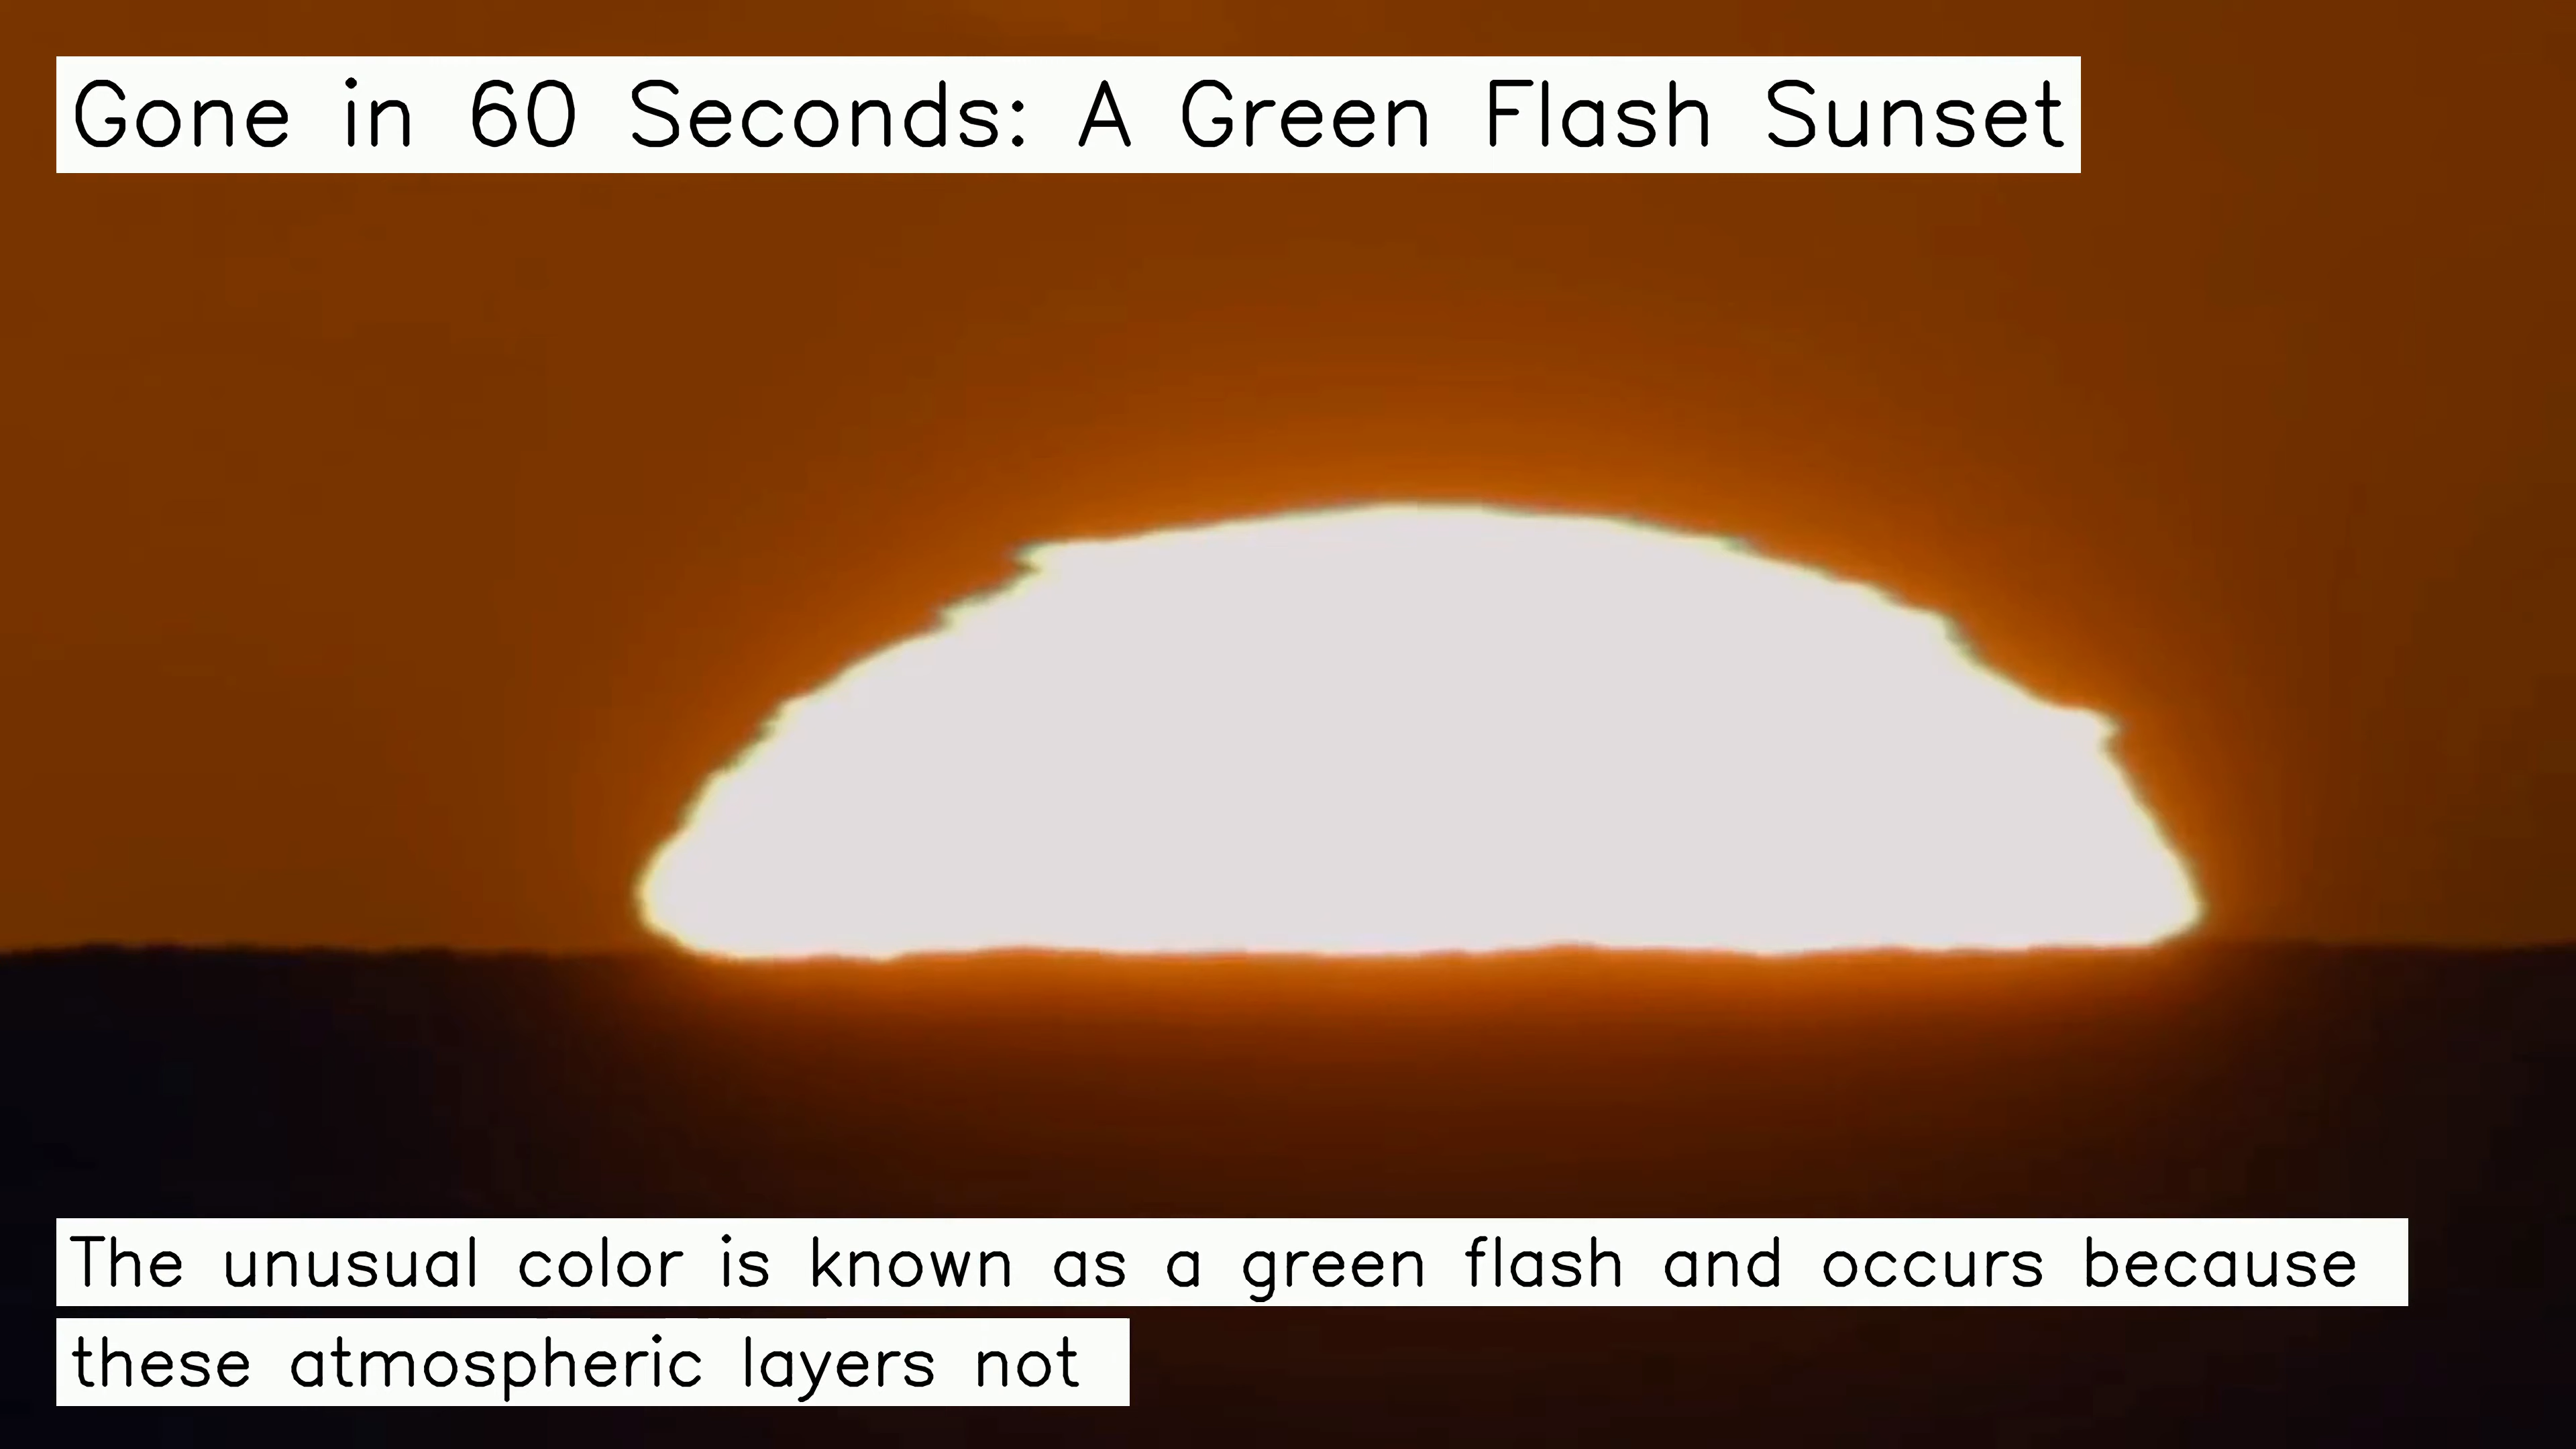 Gone in 60 Seconds: A Green Flash Sunset
The unusual color is known as a green flash and occurs because
these atmospheric layers not